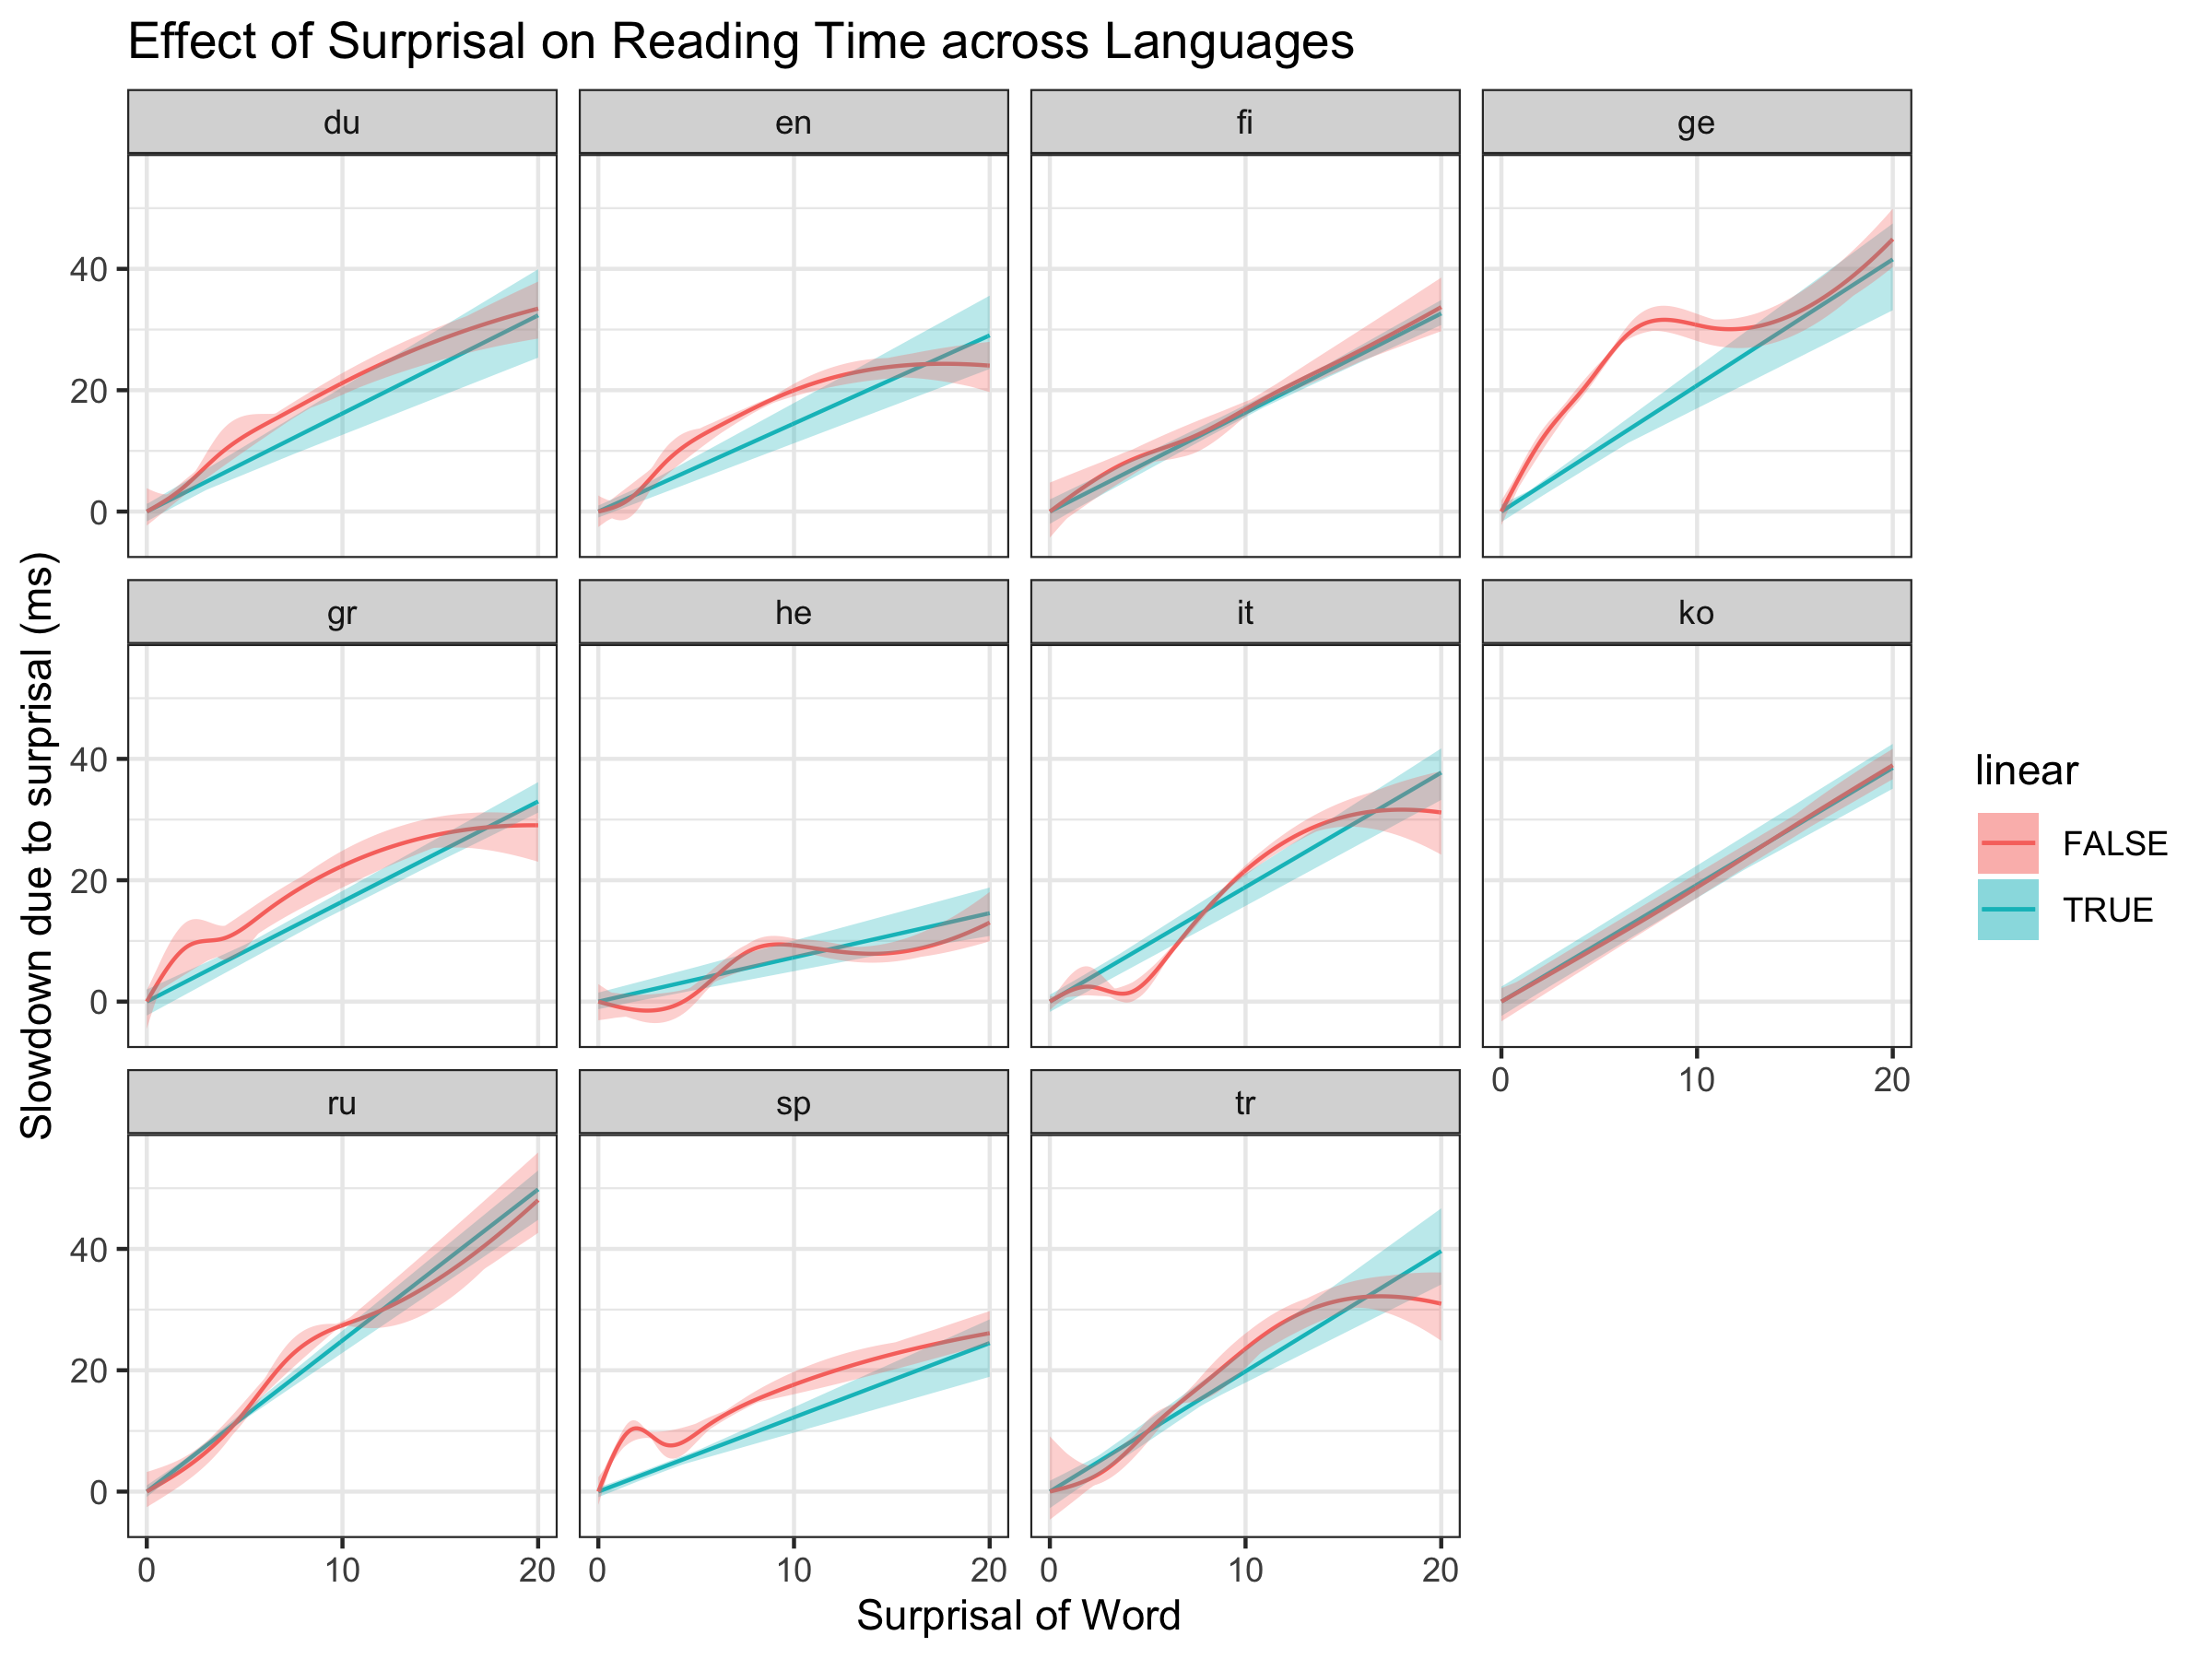 Effect of Surprisal on Reading Time across Languages
du en fi ge
40
20
0
gr he it ko
40
20
0
0 10 20
ru sp tr
40
20
0
0 10 20 0 10 20 0 10 20
Surprisal of Word
Slowdown due to surprisal (ms)
linear
FALSE
TRUE